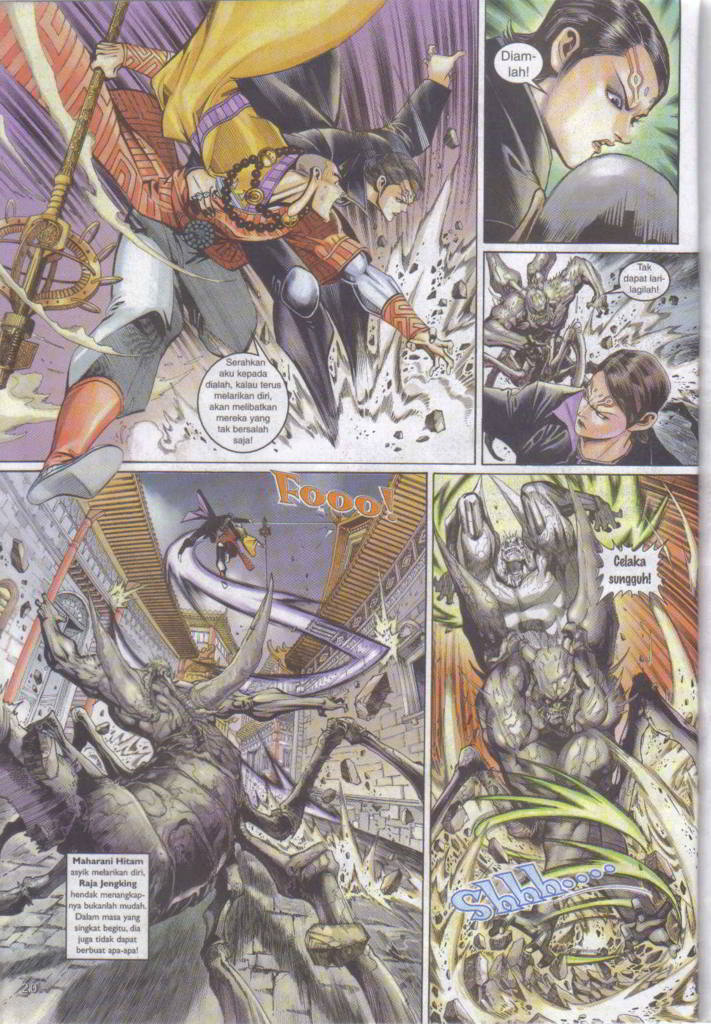 Serahkan
aku kepada
dialah, kalau terus
melarikan diri,
akan melibatkan
mereka yang
tak bersalah
saja!
Diam-
lah!
Tak
dapat lari-
lagilah!
Fooo!
Maharani Hitam
asyik melarikan diri,
Raja Jengking
hendak menangkap-
nya bukanlah mudah.
Dalam masa yang
singkat begitu, dia
juga tidak dapat
berbuat apa-apa!
Celaka
sungguh!
Shhh....
20